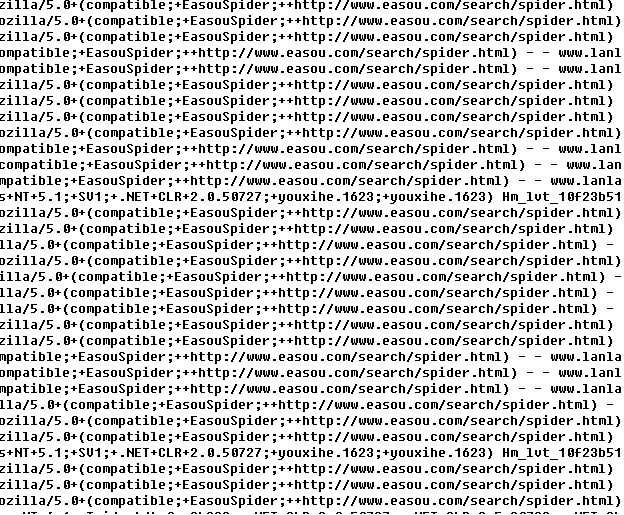 zilla/5.0+(compatible;+EasouSpider;++http://www.easou.com/search/spider.html)
ozilla/5.0+(compatible;+EasouSpider;++http://www.easou.com/search/spider.html)
zilla/5.0+(compatible;+EasouSpider;++http://www.easou.com/search/spider.html)
ompatible;+EasouSpider;++http://www.easou.com/search/spider.html) - - www.lanl
ompatible;+EasouSpider;++http://www.easou.com/search/spider.html) - - www.lanl
zilla/5.0+(compatible;+EasouSpider;++http://www.easou.com/search/spider.html)
zilla/5.0+(compatible;+EasouSpider;++http://www.easou.com/search/spider.html)
zilla/5.0+(compatible;+EasouSpider;++http://www.easou.com/search/spider.html)
ozilla/5.0+(compatible;+EasouSpider;++http://www.easou.com/search/spider.html)
ompatible;+EasouSpider;++http://www.easou.com/search/spider.html) - - www.lanl
compatible;+EasouSpider;++http://www.easou.com/search/spider.html) - - www.lan
mpatible;+EasouSpider;++http://www.easou.com/search/spider.html) - - www.lanla
s+NT+5.1;+SV1;+.NET+CLR+2.0.50727;+youxihe.1623;+youxihe.1623) Hm_lvt_10F23b51
ozilla/5.0+(compatible;+EasouSpider;++http://www.easou.com/search/spider.html)
zilla/5.0+(compatible;+EasouSpider;++http://www.easou.com/search/spider.html)
lla/5.0+(compatible;+EasouSpider;++http://www.easou.com/search/spider.html) -
ozilla/5.0+(compatible;+EasouSpider;++http://www.easou.com/search/spider.html)
illa/5.0+(compatible;+EasouSpider;++http://www.easou.com/search/spider.html) -
lla/5.0+(compatible;+EasouSpider;++http://www.easou.com/search/spider.html) -
lla/5.0+(compatible;+EasouSpider;++http://www.easou.com/search/spider.html) -
zilla/5.0+(compatible;+EasouSpider;++http://www.easou.com/search/spider.html)
zilla/5.0+(compatible;+EasouSpider;++http://www.easou.com/search/spider.html)
mpatible;+EasouSpider;++http://www.easou.com/search/spider.html) - - www.lanla
ompatible;+EasouSpider;++http://www.easou.com/search/spider.html) - - www.lanl
mpatible;+EasouSpider;++http://www.easou.com/search/spider.html) - - www.lanla
lla/5.0+(compatible;+EasouSpider;++http://www.easou.com/search/spider.html) -
ozilla/5.0+(compatible;+EasouSpider;++http://www.easou.com/search/spider.html)
zilla/5.0+(compatible;+EasouSpider;++http://www.easou.com/search/spider.html)
s+NT+5.1;+SV1;+.NET+CLR+2.0.50727;+youxihe.1623;+youxihe.1623) Hm_lvt_10F23b51
ozilla/5.0+(compatible;+EasouSpider;++http://www.easou.com/search/spider.html)
zilla/5.0+(compatible;+EasouSpider;++http://www.easou.com/search/spider.html)
ozilla/5.0+(compatible;+EasouSpider;++http://www.easou.com/search/spider.html)